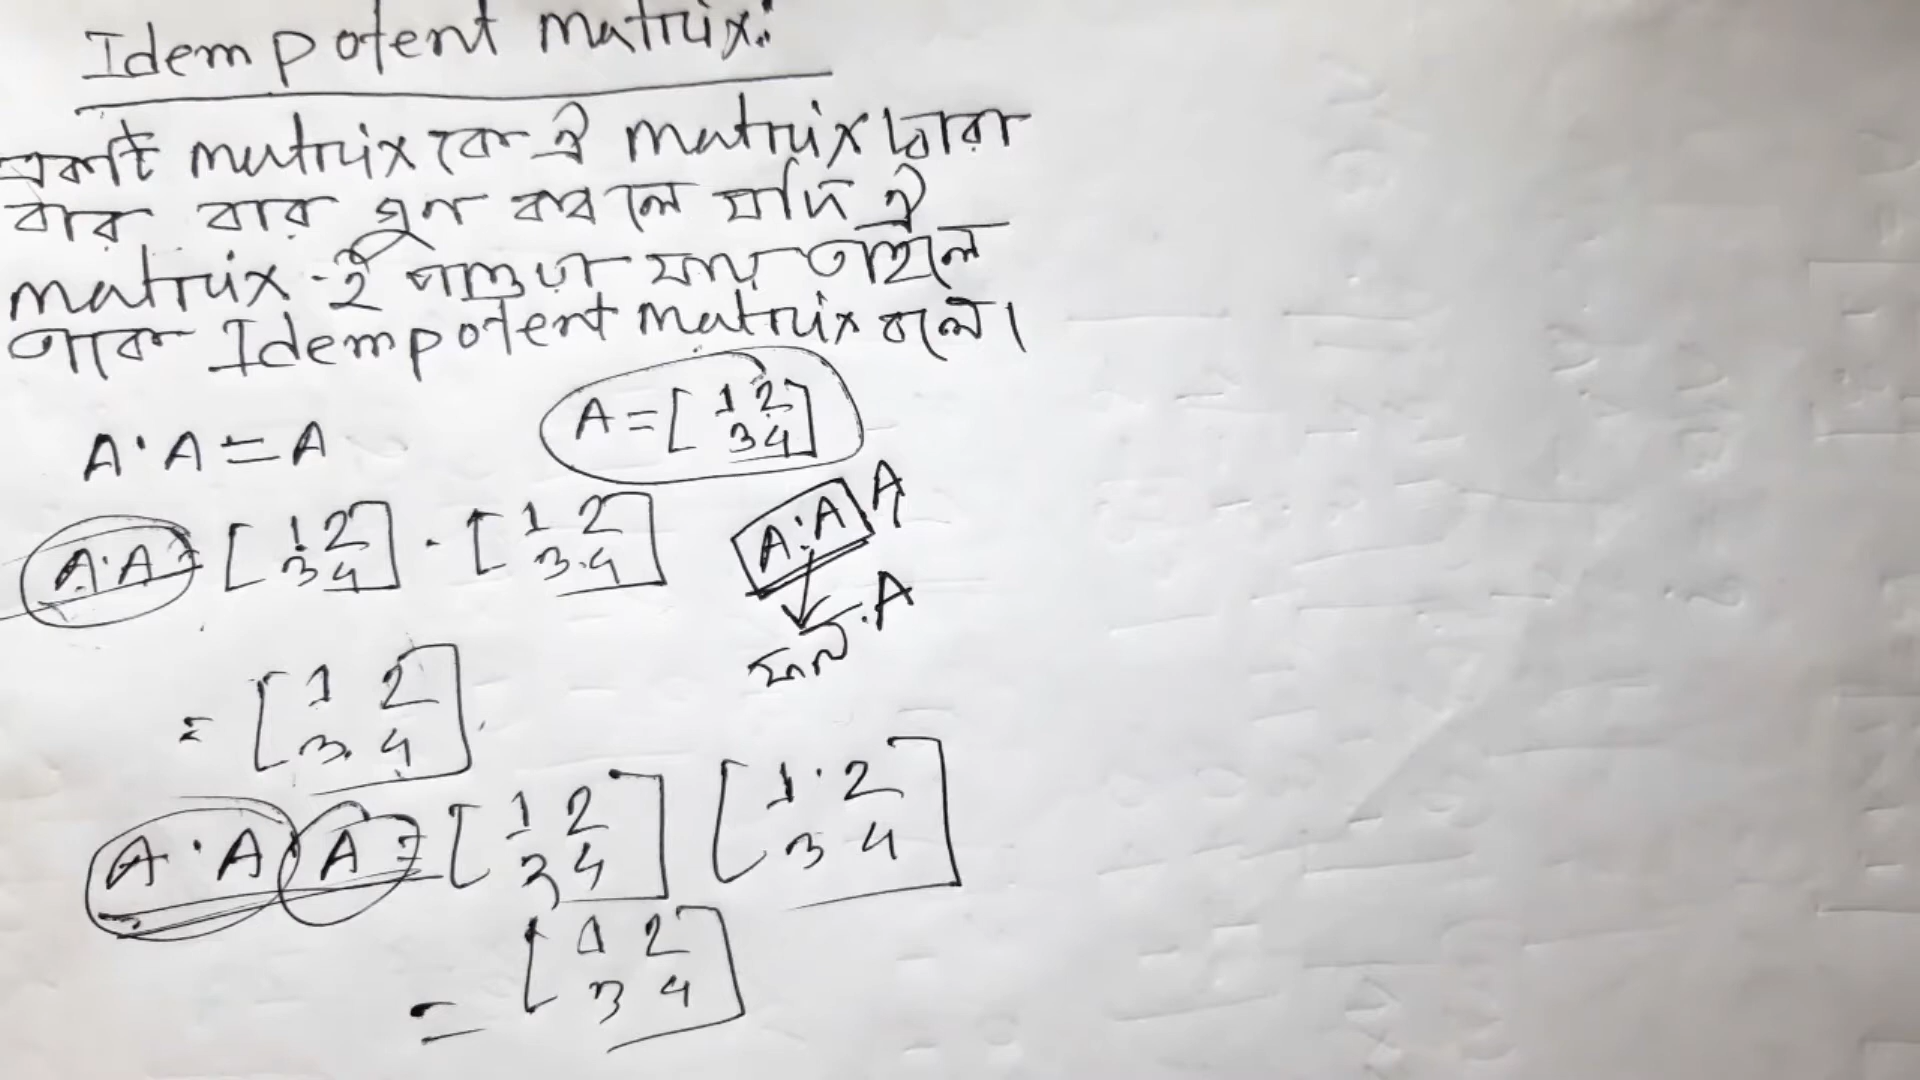 Idempotent matrix:
একটি matrix কে ঐ matrix দ্বারা
বার বার গুণ করলে যদি ঐ
matrix-ই পাওয়া যায় তাহলে
তাকে Idempotent matrix বলে।
A = [ 1 2
3 4 ]
A·A = A
A·A = [ 1 2
3 4 ] · [ 1 2
3 4 ]
A·A A
·A
= [ 1 2
3 4 ]
A·A A = [ 1 2
3 4 ] [ 1 2
3 4 ]
= [ 1 2
3 4 ]